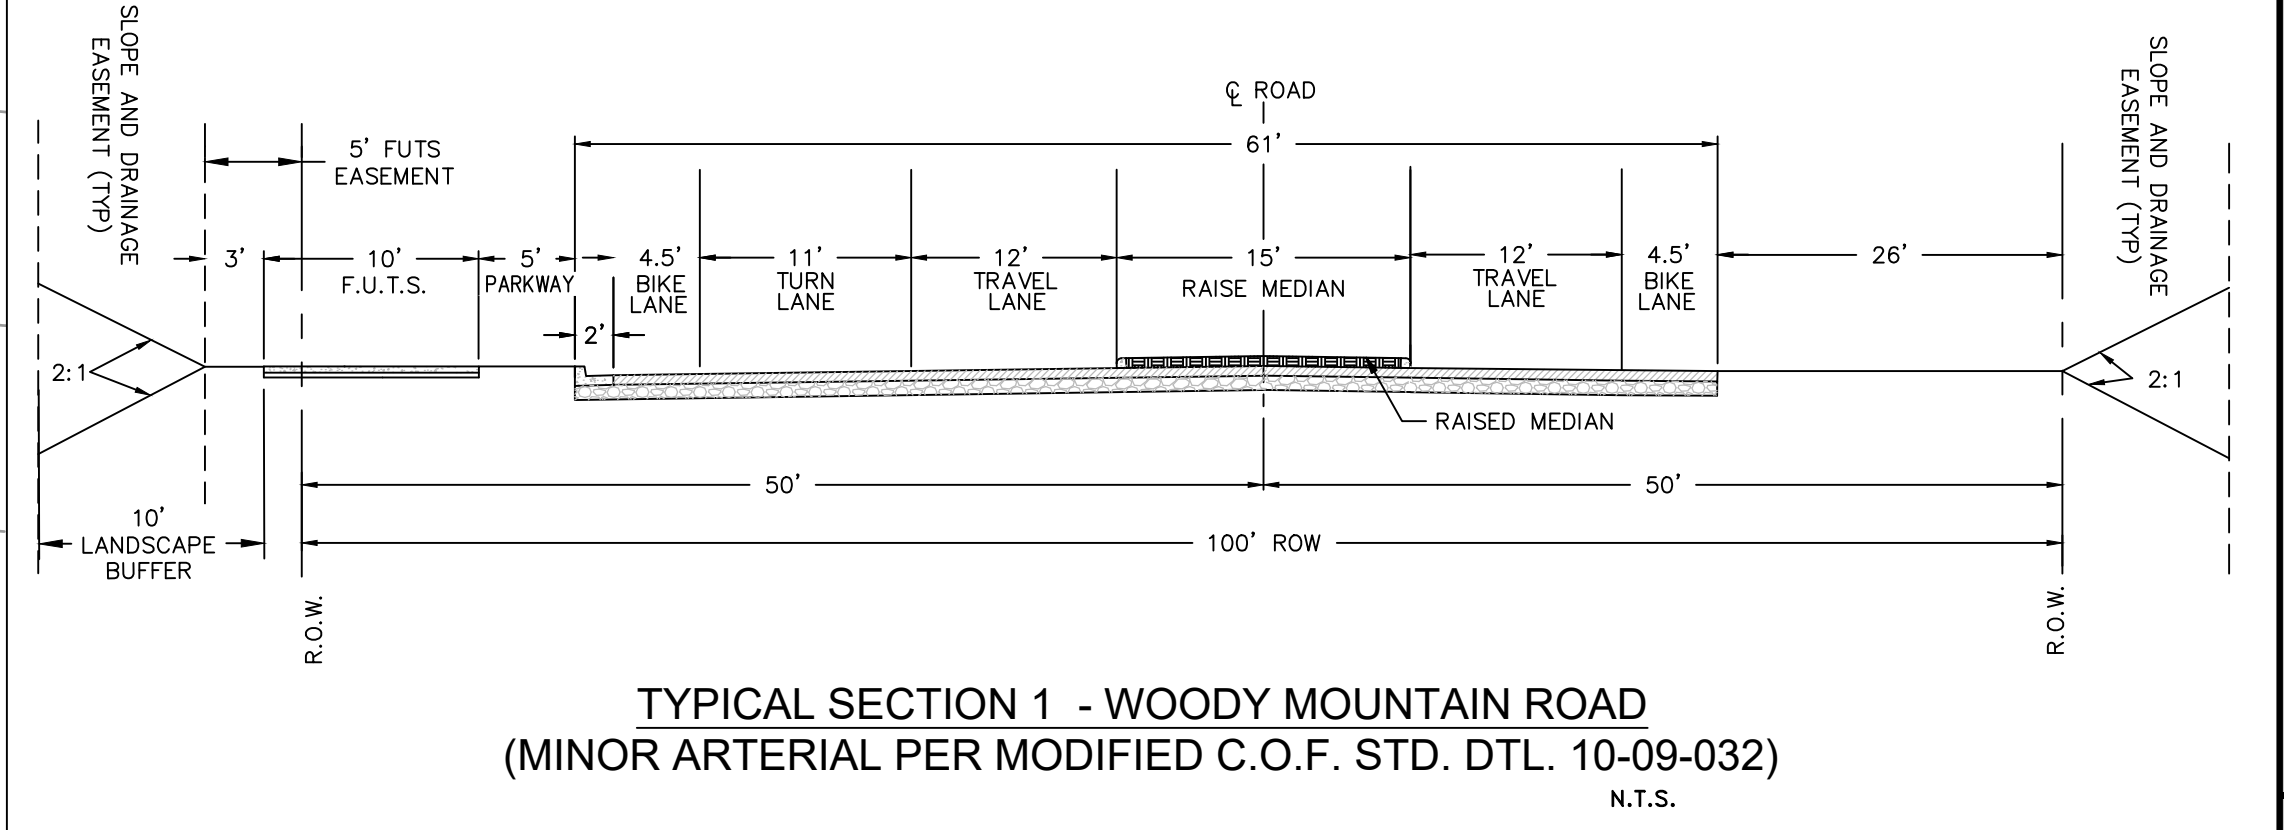 SLOPE AND DRAINAGE
EASEMENT (TYP)
SLOPE AND DRAINAGE
EASEMENT (TYP)
℄ ROAD
61'
5' FUTS
EASEMENT
3'
10'
F.U.T.S.
5'
PARKWAY
4.5'
BIKE
LANE
11'
TURN
LANE
12'
TRAVEL
LANE
15'
RAISE MEDIAN
12'
TRAVEL
LANE
4.5'
BIKE
LANE
26'
2'
2:1
2:1
RAISED MEDIAN
50'
50'
10'
LANDSCAPE
BUFFER
100' ROW
R.O.W.
R.O.W.
TYPICAL SECTION 1 - WOODY MOUNTAIN ROAD
(MINOR ARTERIAL PER MODIFIED C.O.F. STD. DTL. 10-09-032)
N.T.S.